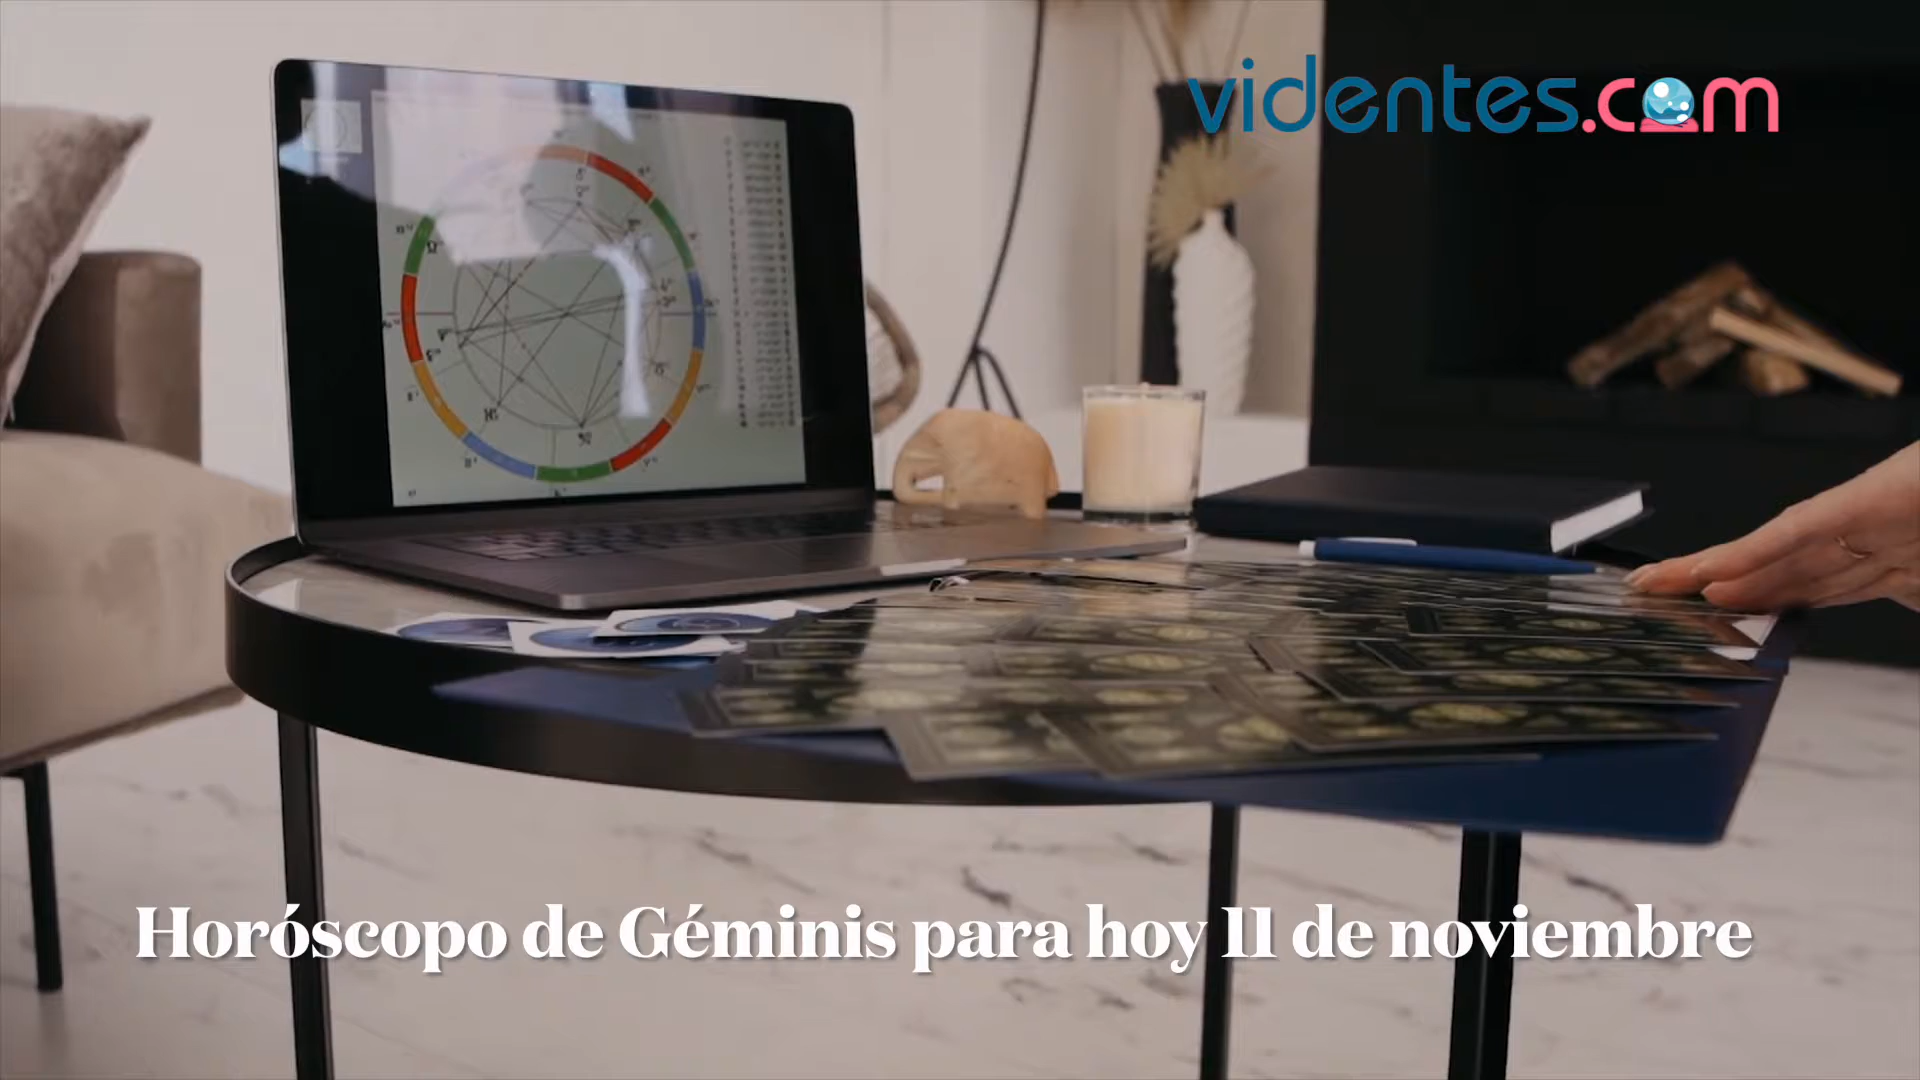 videntes.com
Horóscopo de Géminis para hoy 11 de noviembre